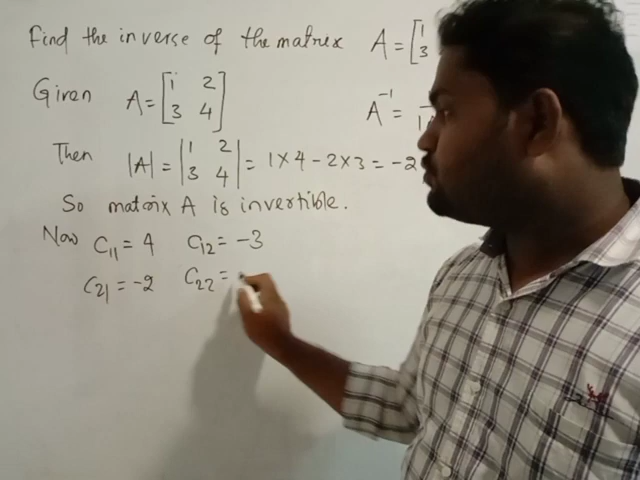 Find the inverse of the matrix A = [1
3
Given A = [1 2
3 4] A⁻¹ =
Then |A| = |1 2
3 4| = 1 × 4 − 2 × 3 = −2
So matrix A is invertible.
Now C₁₁ = 4 C₁₂ = −3
C₂₁ = −2 C₂₂ =